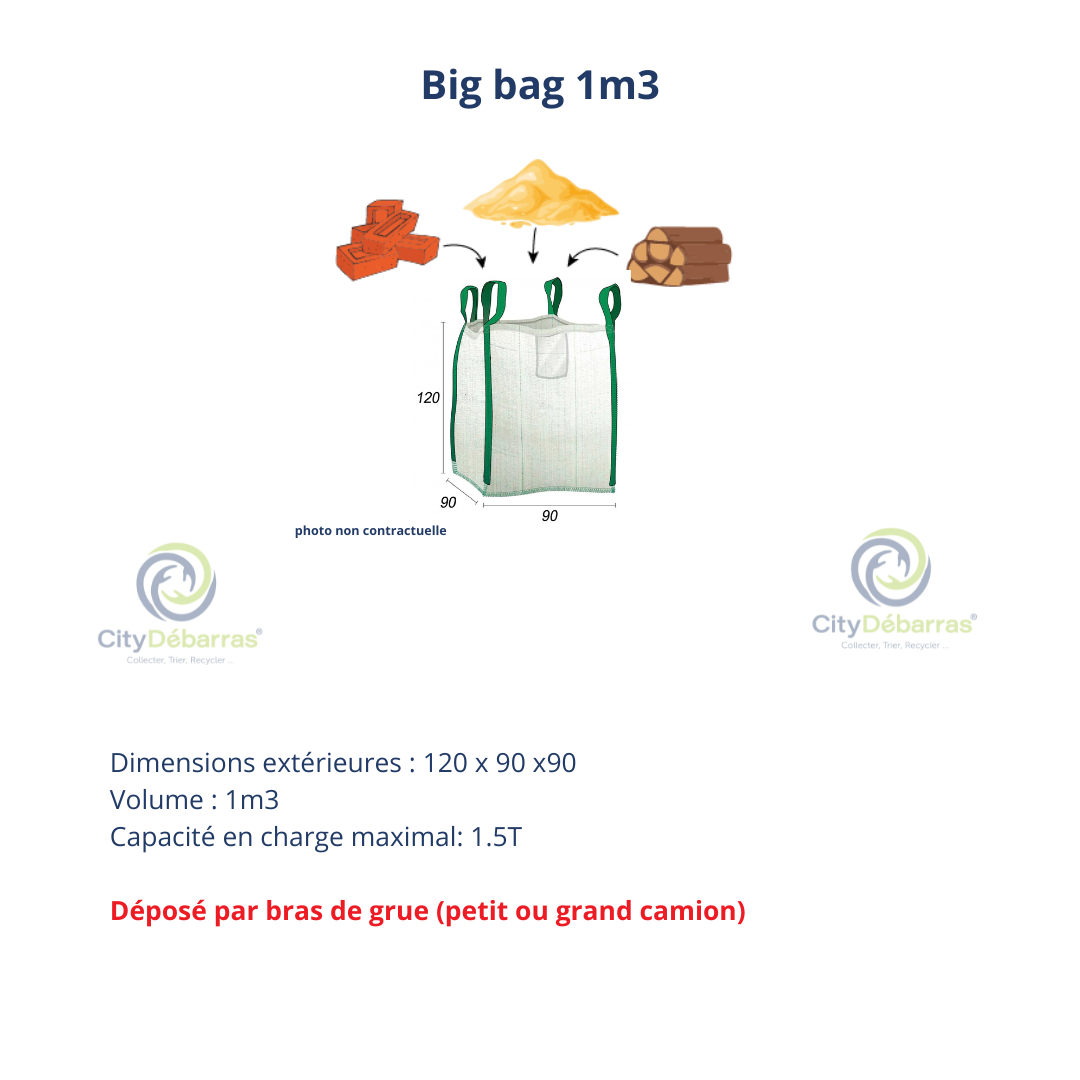 Big bag 1m3
120
90
90
photo non contractuelle
CityDébarras®
Collecter, Trier, Recycler ...
CityDébarras®
Collecter, Trier, Recycler ...
Dimensions extérieures : 120 x 90 x90
Volume : 1m3
Capacité en charge maximal: 1.5T
Déposé par bras de grue (petit ou grand camion)